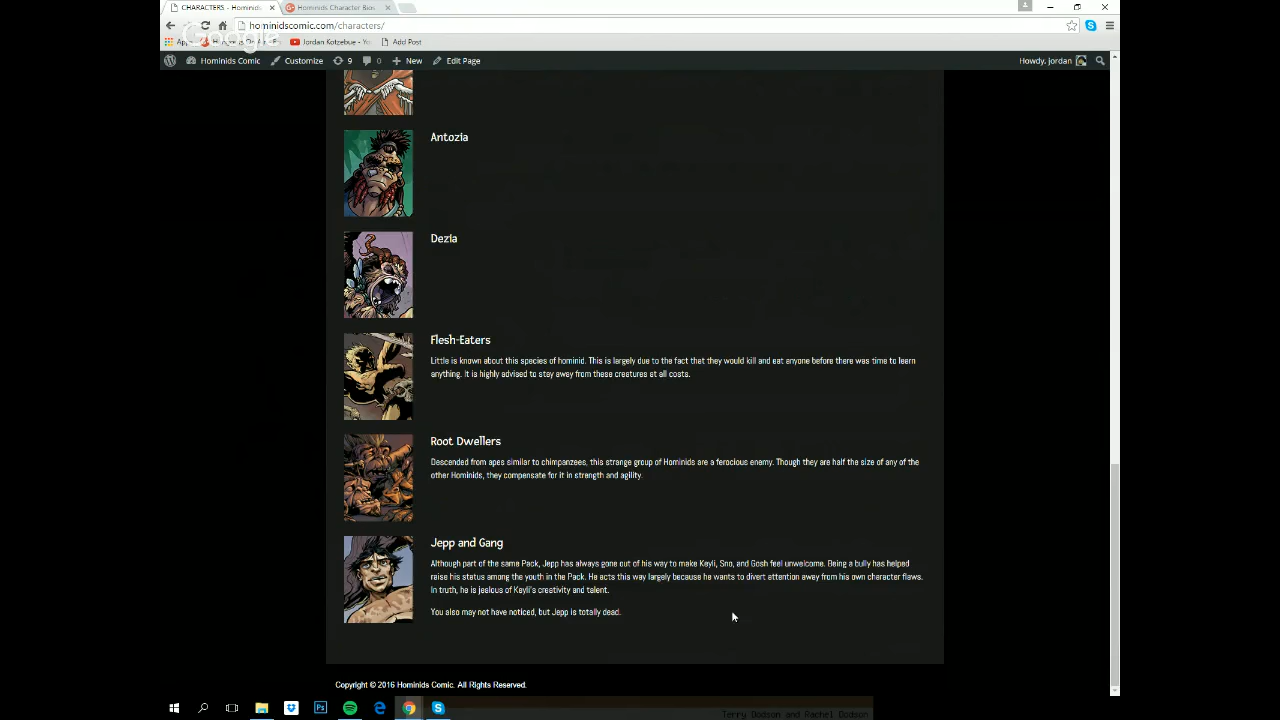 CHARACTERS - Hominids
Hominids Character Bios
hominidscomic.com/characters/
Google
Jordan Kotzebue - Yo
Add Post
Hominids Comic
Customize
9
0
New
Edit Page
Howdy, jordan
Antozia
Dezia
Flesh-Eaters
Little is known about this species of hominid. This is largely due to the fact that they would kill and eat anyone before there was time to learn
anything. It is highly advised to stay away from these creatures at all costs.
Root Dwellers
Descended from apes similar to chimpanzees, this strange group of Hominids are a ferocious enemy. Though they are half the size of any of the
other Hominids, they compensate for it in strength and agility.
Jepp and Gang
Although part of the same Pack, Jepp has always gone out of his way to make Kayli, Sno, and Gosh feel unwelcome. Being a bully has helped
raise his status among the youth in the Pack. He acts this way largely because he wants to divert attention away from his own character flaws.
In truth, he is jealous of Kayli's creativity and talent.
You also may not have noticed, but Jepp is totally dead.
Copyright © 2016 Hominids Comic. All Rights Reserved.
Ps
Terry Dodson and Rachel Dodson